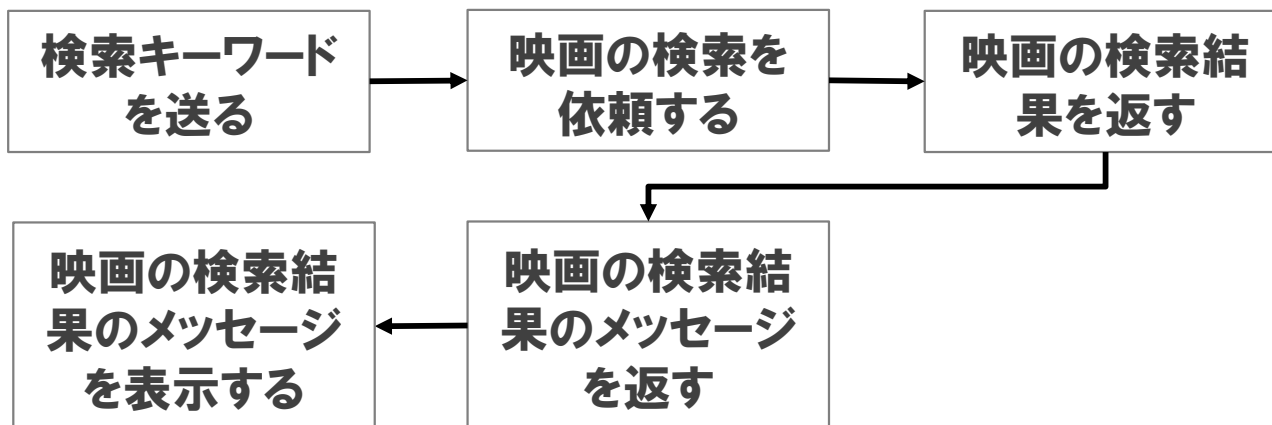 検索キーワード
を送る
映画の検索を
依頼する
映画の検索結
果を返す
映画の検索結
果のメッセージ
を返す
映画の検索結
果のメッセージ
を表示する